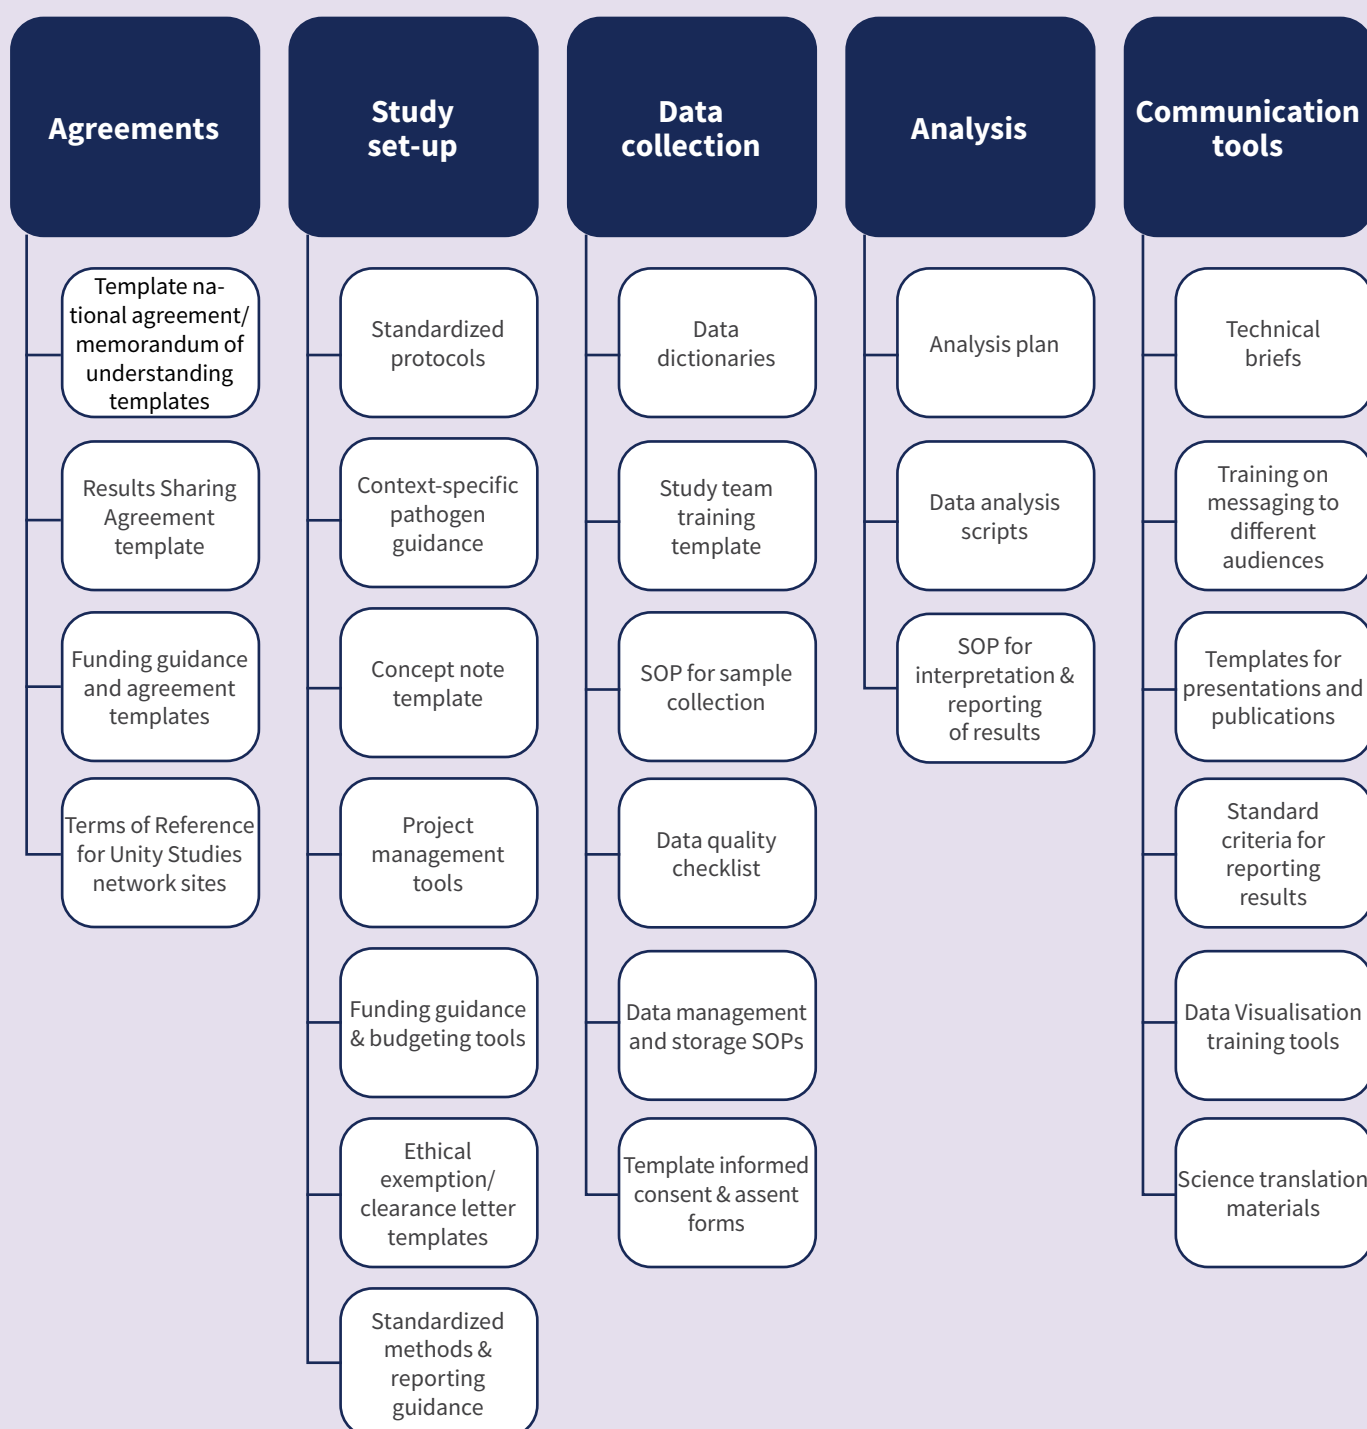 Agreements
Template na-
tional agreement/
memorandum of
understanding
templates
Results Sharing
Agreement
template
Funding guidance
and agreement
templates
Terms of Reference
for Unity Studies
network sites
Study
set-up
Standardized
protocols
Context-specific
pathogen
guidance
Concept note
template
Project
management
tools
Funding guidance
& budgeting tools
Ethical
exemption/
clearance letter
templates
Standardized
methods &
reporting
guidance
Data
collection
Data
dictionaries
Study team
training
template
SOP for sample
collection
Data quality
checklist
Data management
and storage SOPs
Template informed
consent & assent
forms
Analysis
Analysis plan
Data analysis
scripts
SOP for
interpretation &
reporting
of results
Communication
tools
Technical
briefs
Training on
messaging to
different
audiences
Templates for
presentations and
publications
Standard
criteria for
reporting
results
Data Visualisation
training tools
Science translation
materials